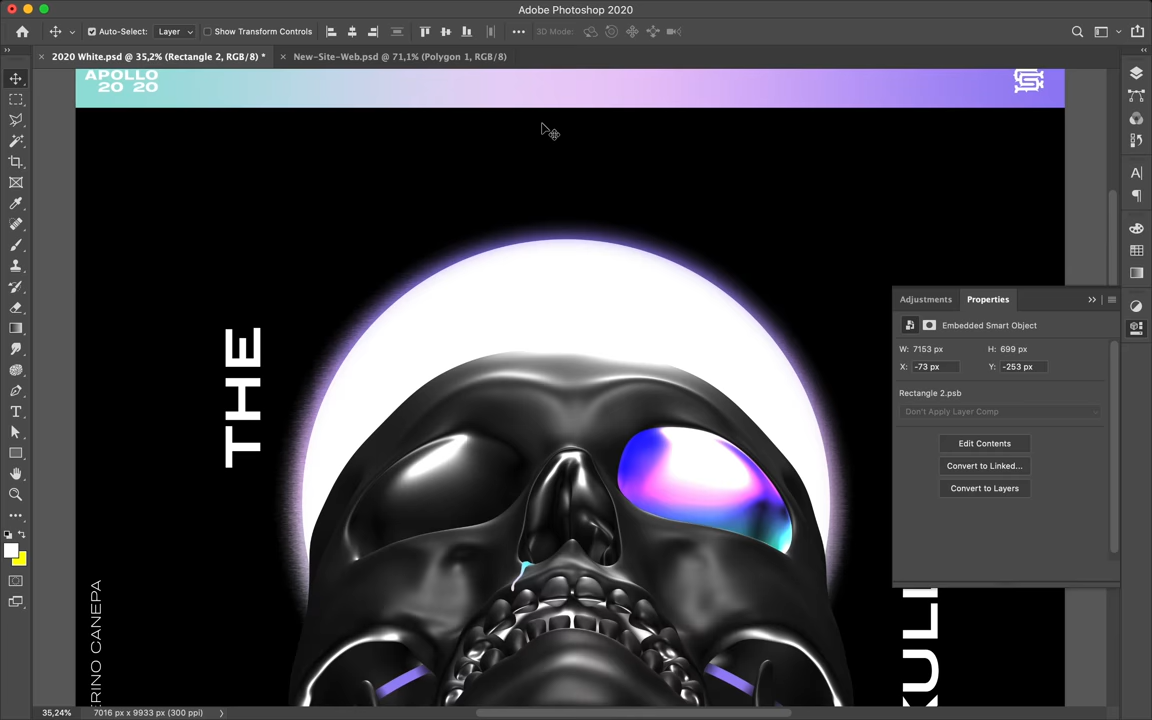 Adobe Photoshop 2020
Auto-Select: Layer Show Transform Controls 3D Mode:
2020 White.psd @ 35,2% (Rectangle 2, RGB/8) *
New-Site-Web.psd @ 71,1% (Polygon 1, RGB/8)
APOLLO
20 20
THE
ERINO CANEPA
KULL
Adjustments Properties
Embedded Smart Object
W: 7153 px H: 699 px
X: -73 px Y: -253 px
Rectangle 2.psb
Don't Apply Layer Comp
Edit Contents
Convert to Linked...
Convert to Layers
35,24% 7016 px x 9933 px (300 ppi)